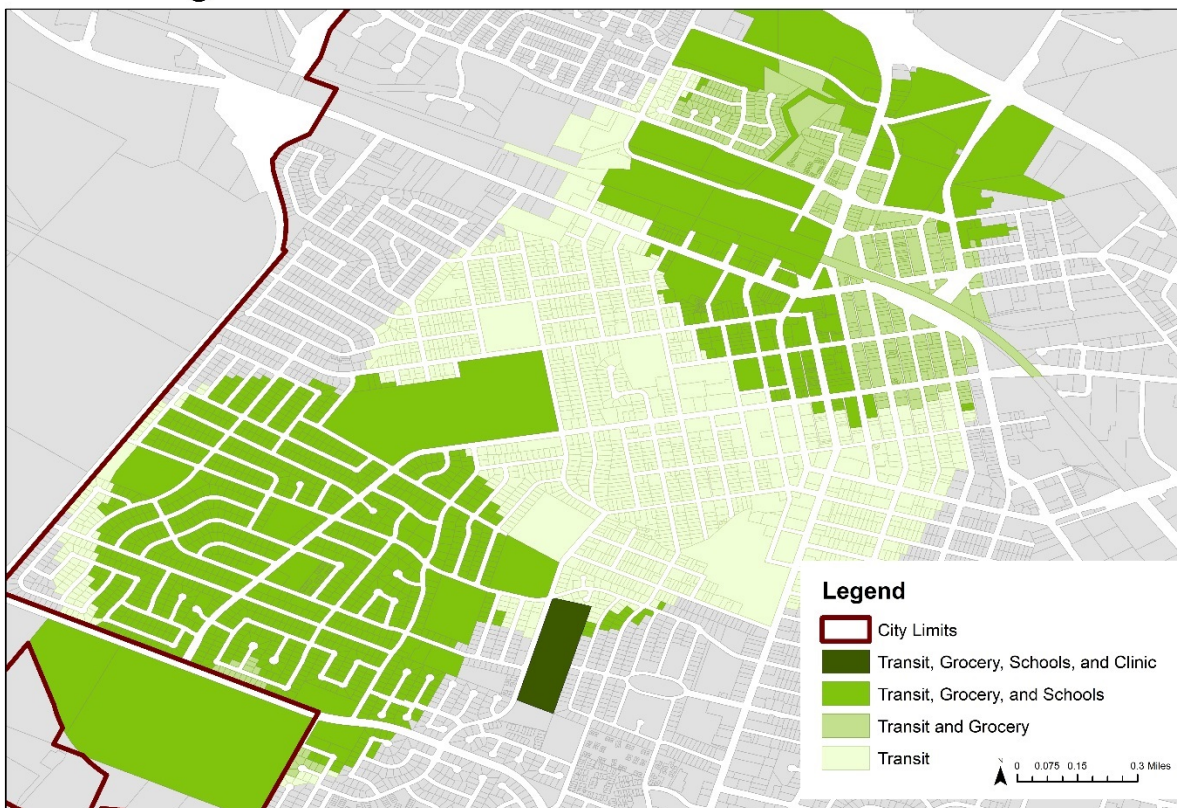 Legend
City Limits
Transit, Grocery, Schools, and Clinic
Transit, Grocery, and Schools
Transit and Grocery
Transit
N
0 0.075 0.15 0.3 Miles